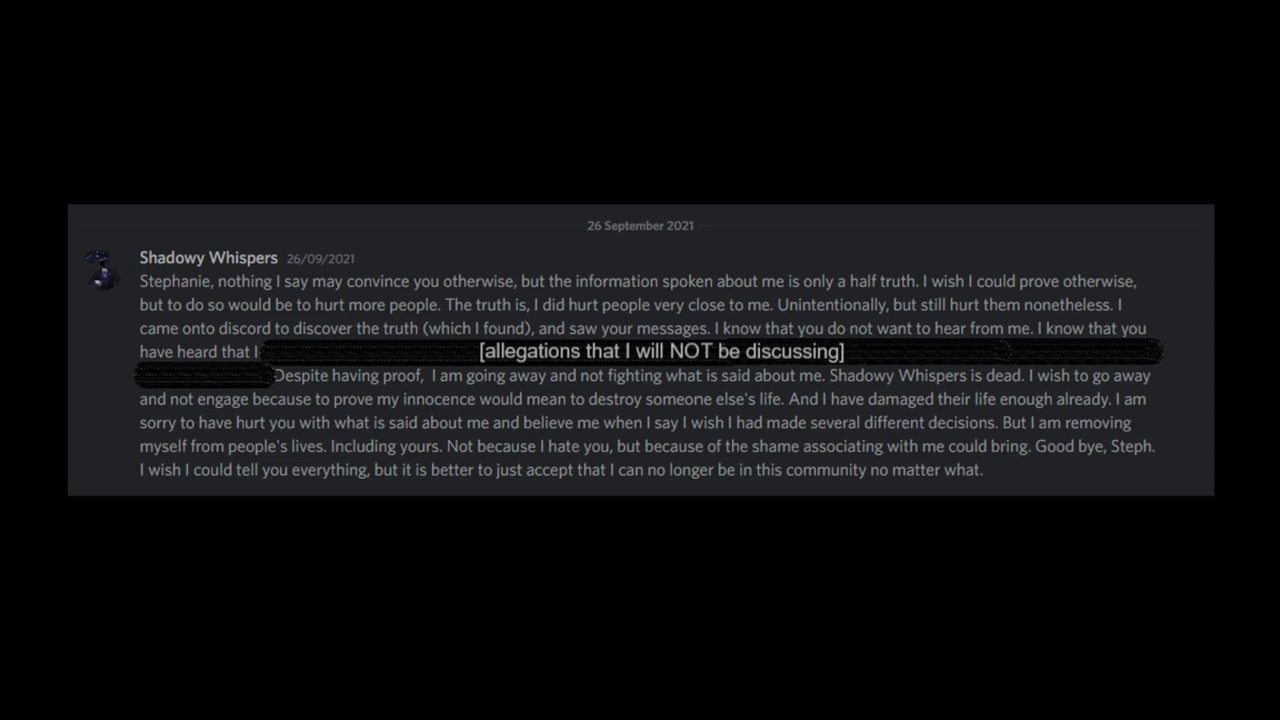 26 September 2021
Shadowy Whispers 26/09/2021
Stephanie, nothing I say may convince you otherwise, but the information spoken about me is only a half truth. I wish I could prove otherwise,
but to do so would be to hurt more people. The truth is, I did hurt people very close to me. Unintentionally, but still hurt them nonetheless. I
came onto discord to discover the truth (which I found), and saw your messages. I know that you do not want to hear from me. I know that you
have heard that I [allegations that I will NOT be discussing]
Despite having proof, I am going away and not fighting what is said about me. Shadowy Whispers is dead. I wish to go away
and not engage because to prove my innocence would mean to destroy someone else's life. And I have damaged their life enough already. I am
sorry to have hurt you with what is said about me and believe me when I say I wish I had made several different decisions. But I am removing
myself from people's lives. Including yours. Not because I hate you, but because of the shame associating with me could bring. Good bye, Steph.
I wish I could tell you everything, but it is better to just accept that I can no longer be in this community no matter what.